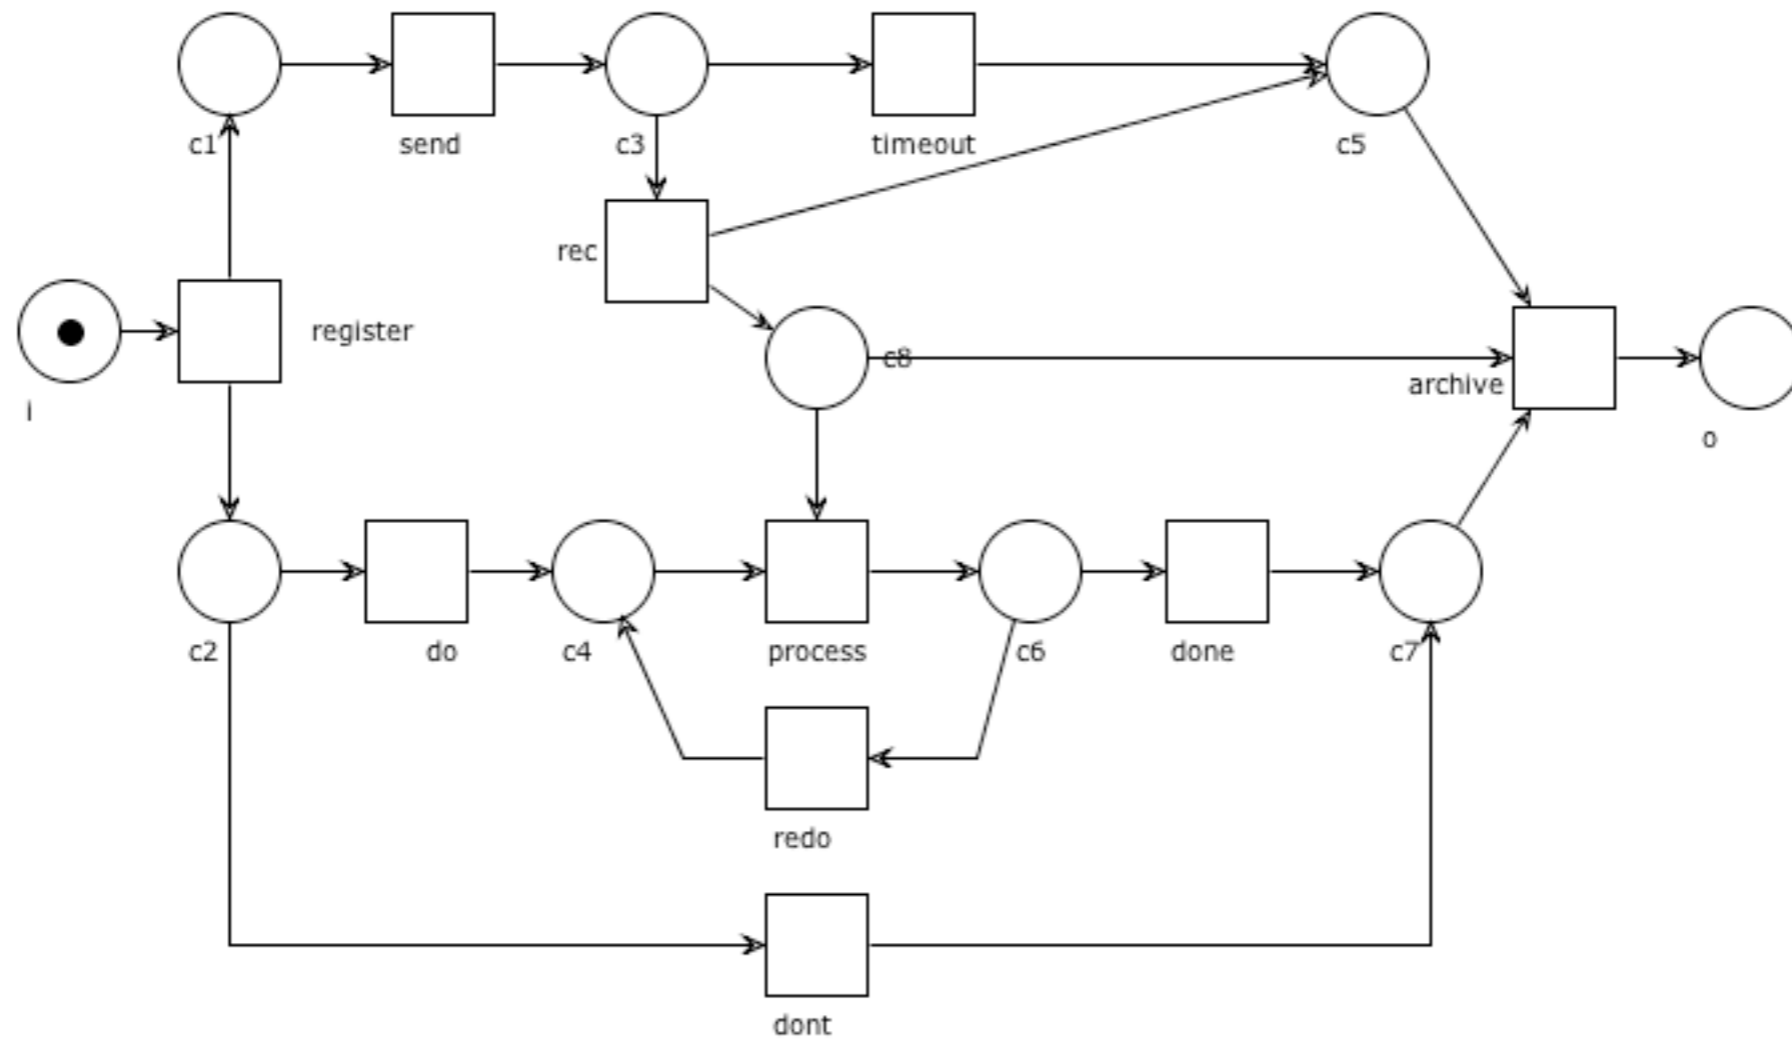 c1
send
c3
timeout
c5
rec
register
i
c8
archive
o
c2
do
c4
process
c6
done
c7
redo
dont